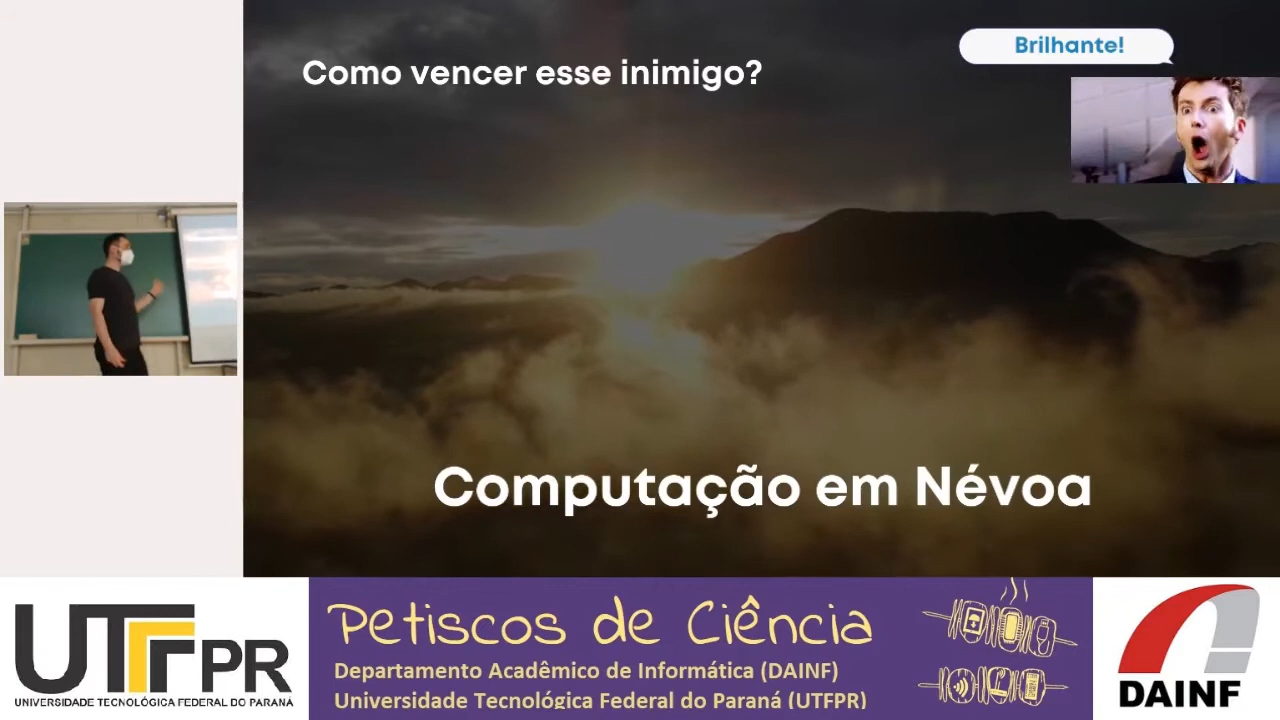 Brilhante!
Como vencer esse inimigo?
Computação em Névoa
UTFPR
UNIVERSIDADE TECNOLÓGICA FEDERAL DO PARANÁ
Petiscos de Ciência
Departamento Acadêmico de Informática (DAINF)
Universidade Tecnológica Federal do Paraná (UTFPR)
DAINF